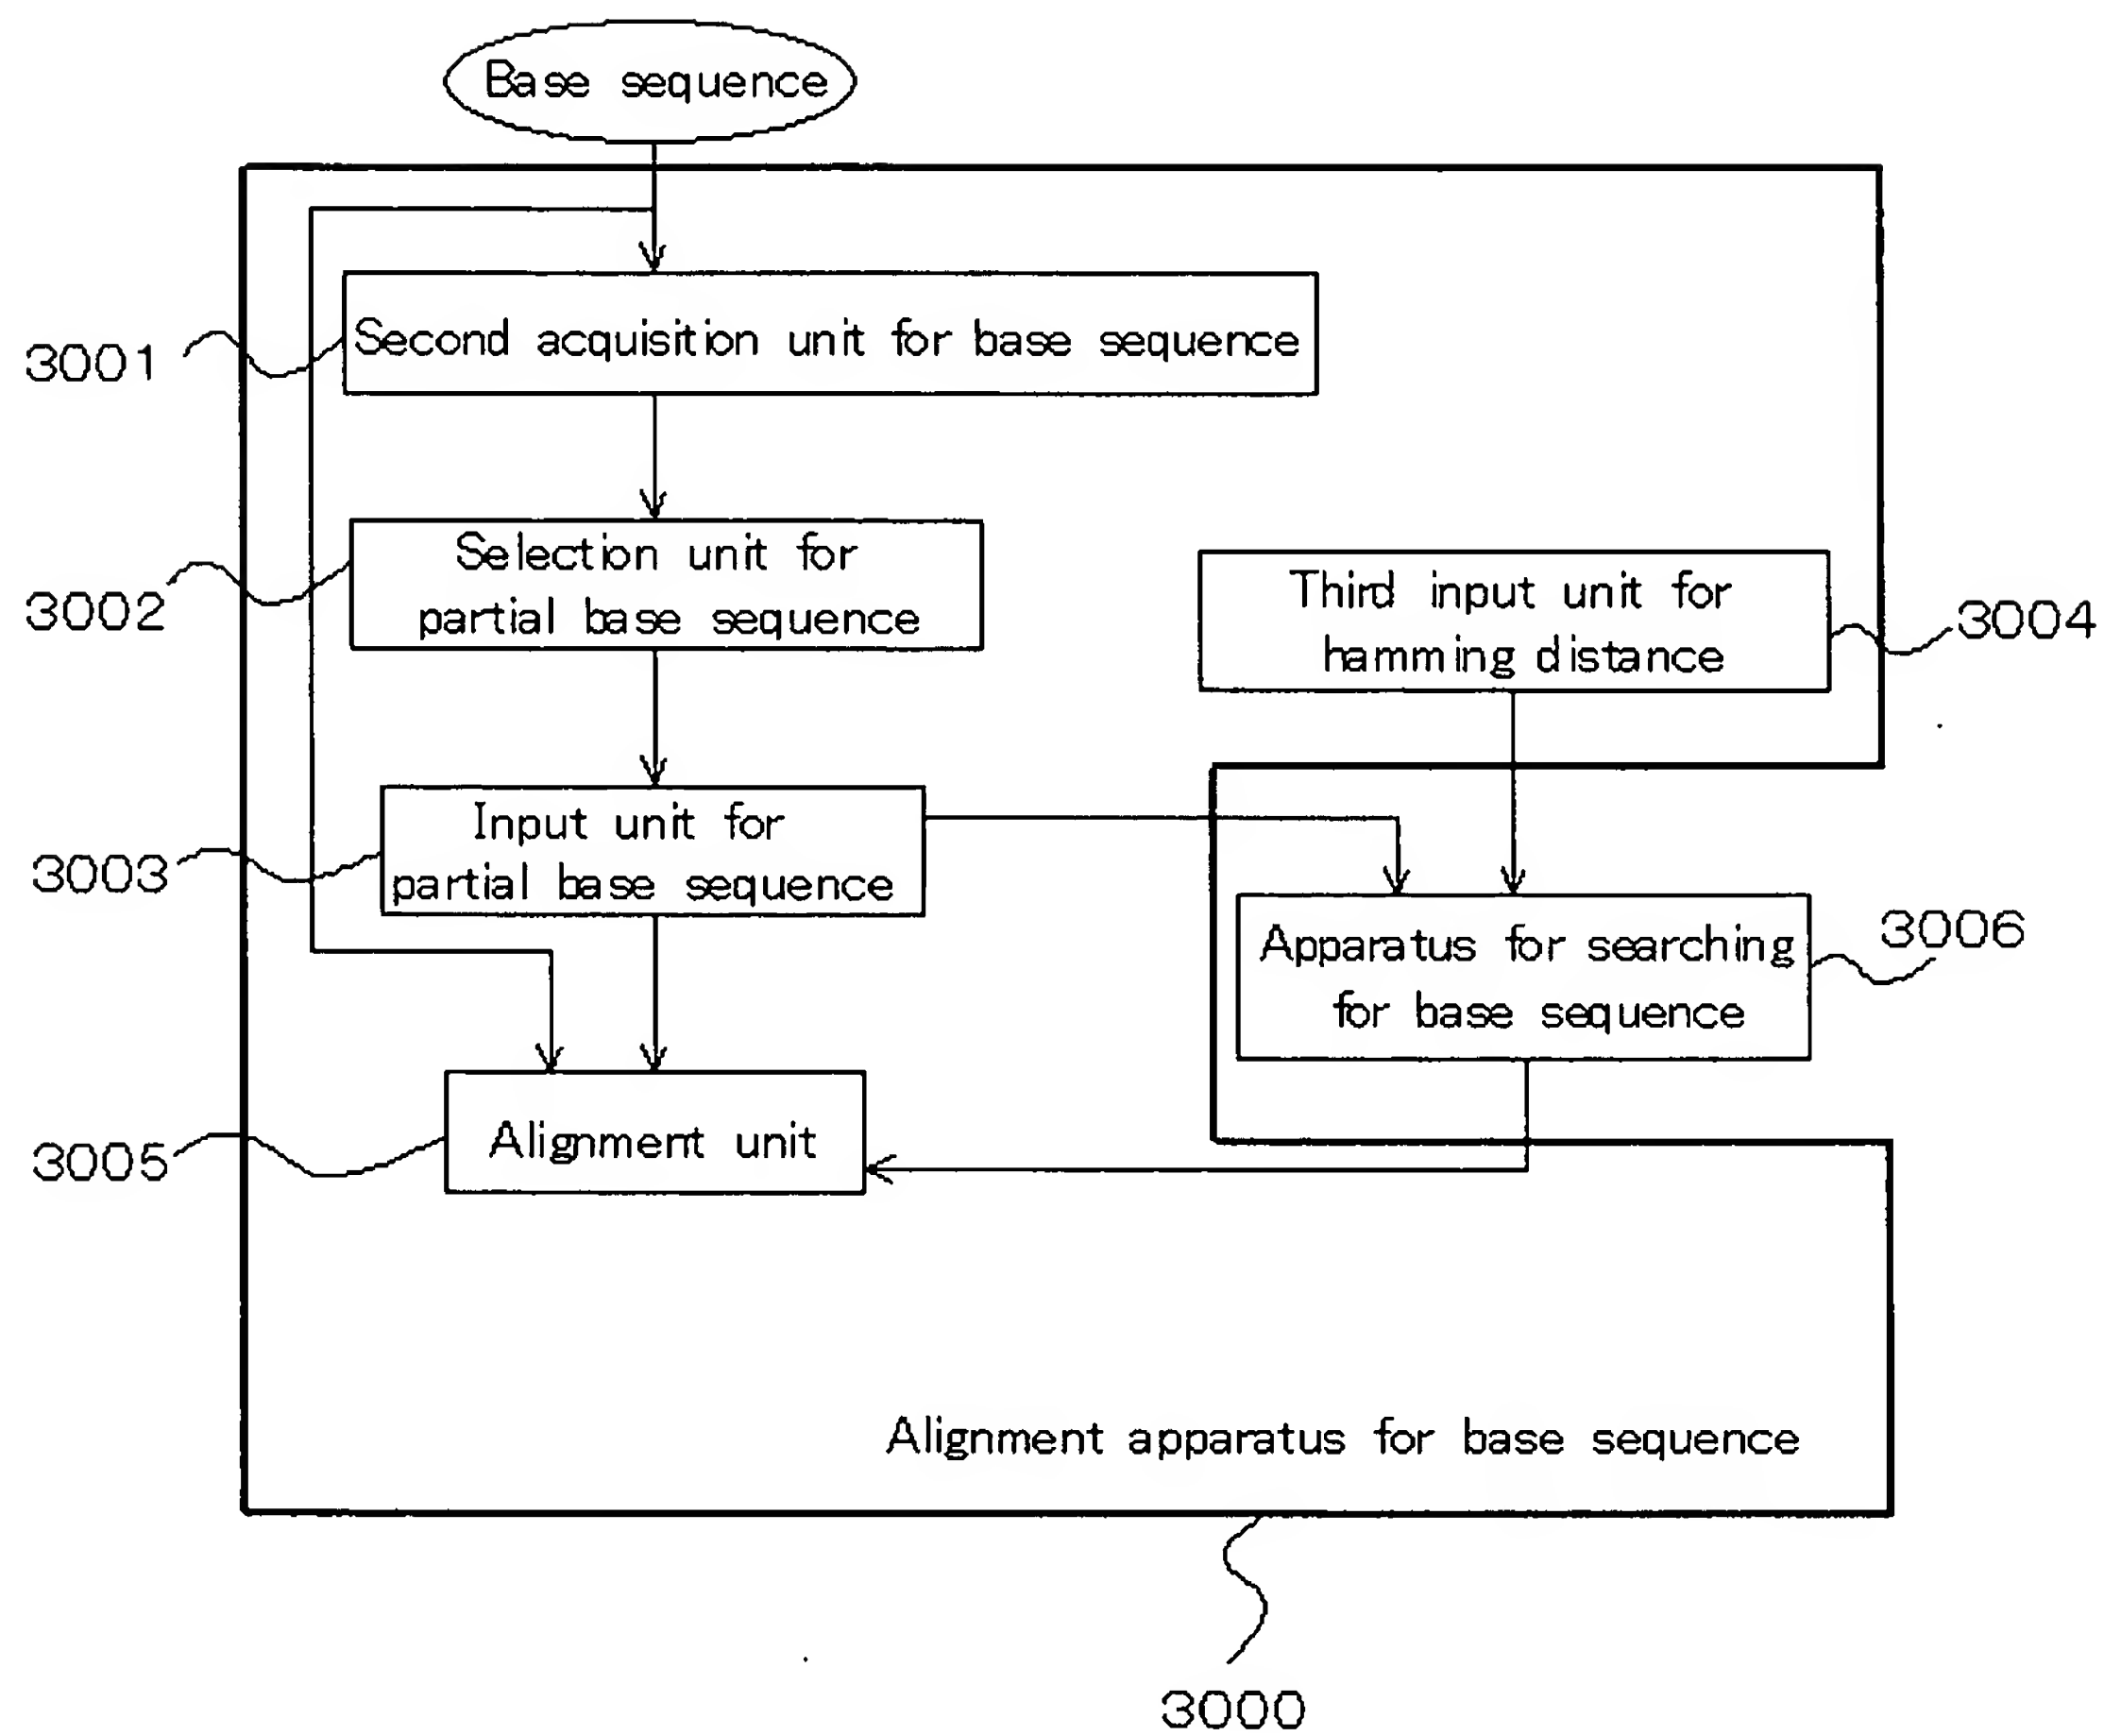 Base sequence
3001
Second acquisition unit for base sequence
3002
Selection unit for
partial base sequence
Third input unit for
hamming distance
3004
3003
Input unit for
partial base sequence
Apparatus for searching
for base sequence
3006
3005
Alignment unit
Alignment apparatus for base sequence
3000